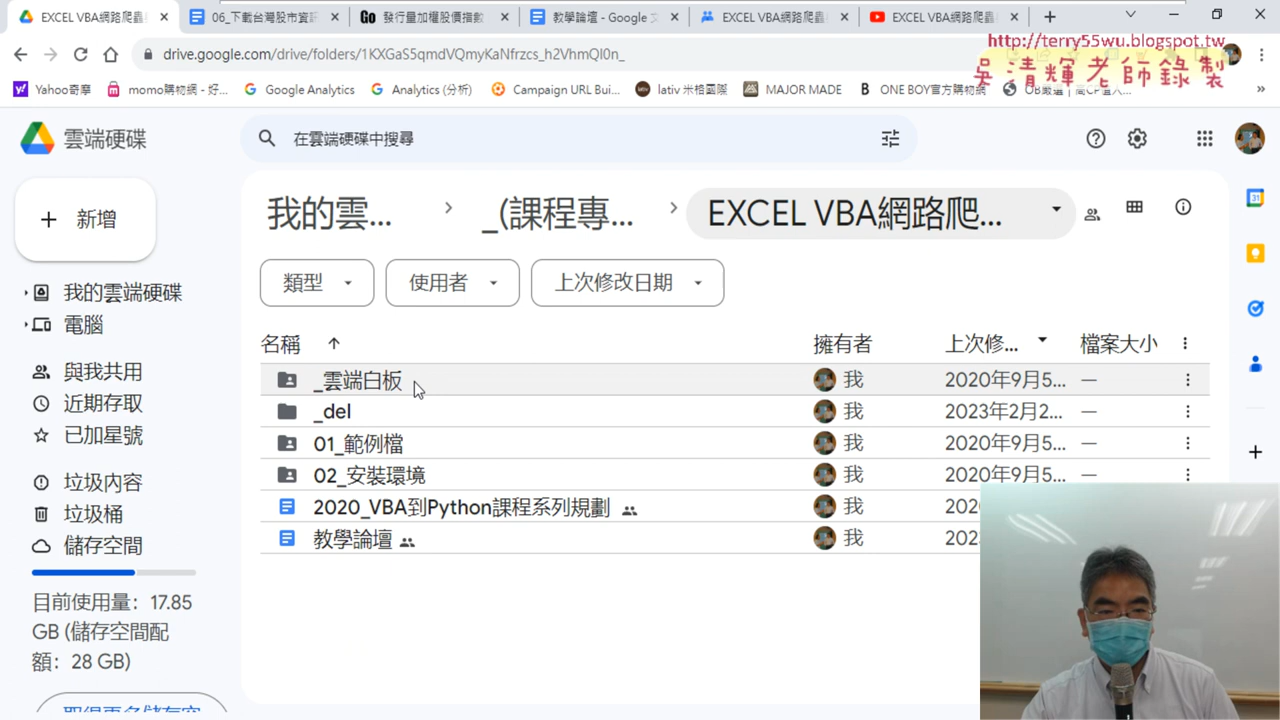 EXCEL VBA網路爬蟲
06_下載台灣股市資訊
發行量加權股價指數
教學論壇 - Google 文
EXCEL VBA網路爬蟲
EXCEL VBA網路爬蟲
http://terry55wu.blogspot.tw
吳清輝老師錄製
drive.google.com/drive/folders/
Yahoo奇摩
momo購物網 - 好...
Google Analytics
Analytics (分析)
Campaign URL Bui...
lativ 米格國際
MAJOR MADE
ONE BOY官方購物網
雲端硬碟
在雲端硬碟中搜尋
新增
我的雲... > _(課程專... > EXCEL VBA網路爬...
類型
使用者
上次修改日期
我的雲端硬碟
電腦
與我共用
近期存取
已加星號
垃圾內容
垃圾桶
儲存空間
目前使用量：17.85
GB (儲存空間配
額：28 GB)
名稱 擁有者 上次修... 檔案大小
_雲端白板 我 2020年9月5... —
_del 我 2023年2月2... —
01_範例檔 我 2020年9月5... —
02_安裝環境 我 2020年9月5... —
2020_VBA到Python課程系列規劃 我
教學論壇 我